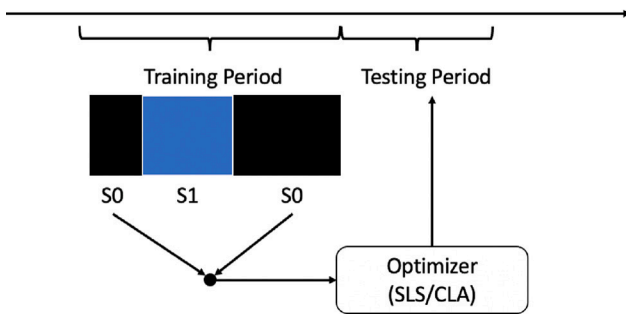 Training Period
Testing Period
S0
S1
S0
Optimizer
(SLS/CLA)